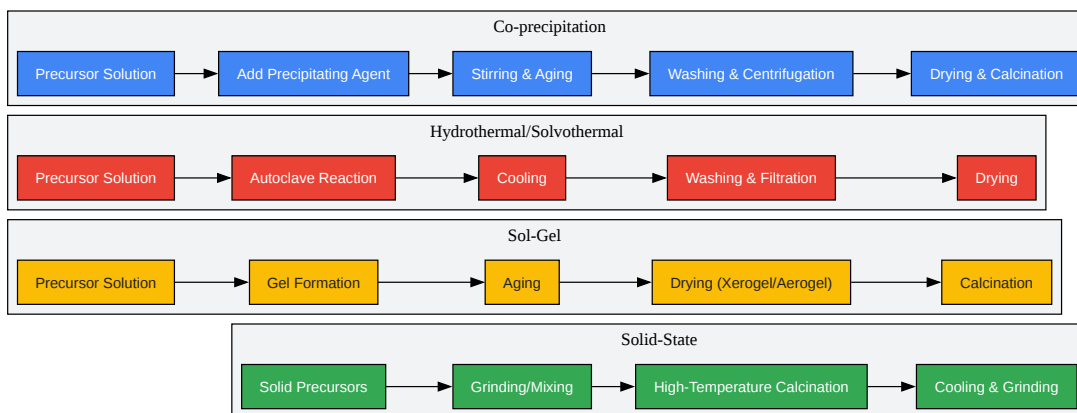 Co-precipitation
Precursor Solution
Add Precipitating Agent
Stirring & Aging
Washing & Centrifugation
Drying & Calcination
Hydrothermal/Solvothermal
Precursor Solution
Autoclave Reaction
Cooling
Washing & Filtration
Drying
Sol-Gel
Precursor Solution
Gel Formation
Aging
Drying (Xerogel/Aerogel)
Calcination
Solid-State
Solid Precursors
Grinding/Mixing
High-Temperature Calcination
Cooling & Grinding